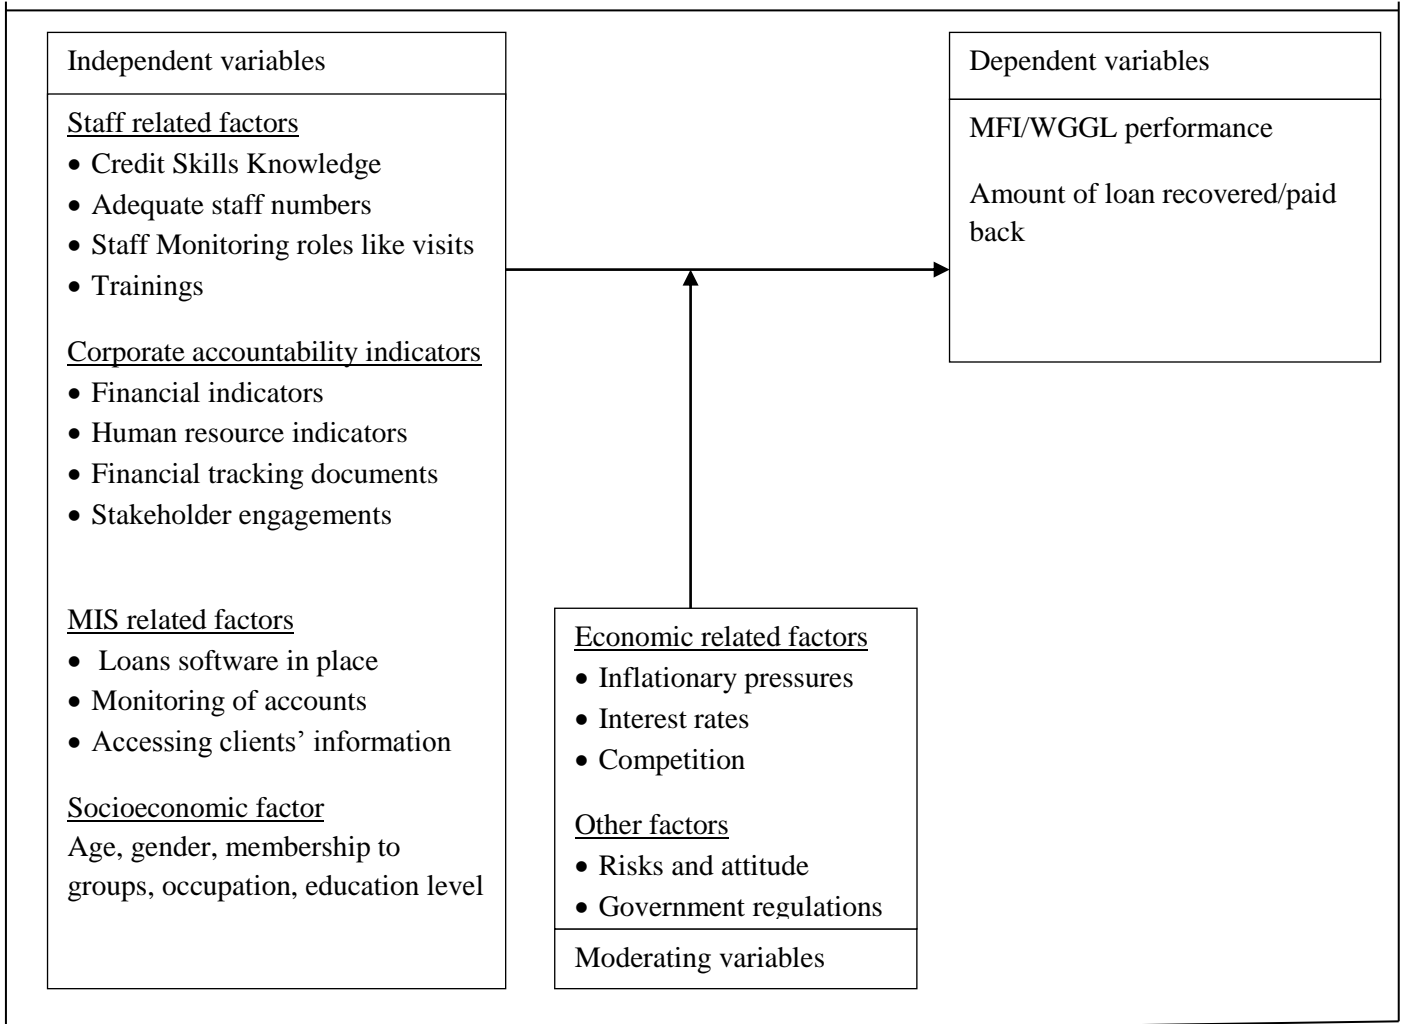 Independent variables
Staff related factors
• Credit Skills Knowledge
• Adequate staff numbers
• Staff Monitoring roles like visits
• Trainings
Corporate accountability indicators
• Financial indicators
• Human resource indicators
• Financial tracking documents
• Stakeholder engagements
MIS related factors
• Loans software in place
• Monitoring of accounts
• Accessing clients’ information
Socioeconomic factor
Age, gender, membership to
groups, occupation, education level
Economic related factors
• Inflationary pressures
• Interest rates
• Competition
Other factors
• Risks and attitude
• Government regulations
Moderating variables
Dependent variables
MFI/WGGL performance
Amount of loan recovered/paid
back